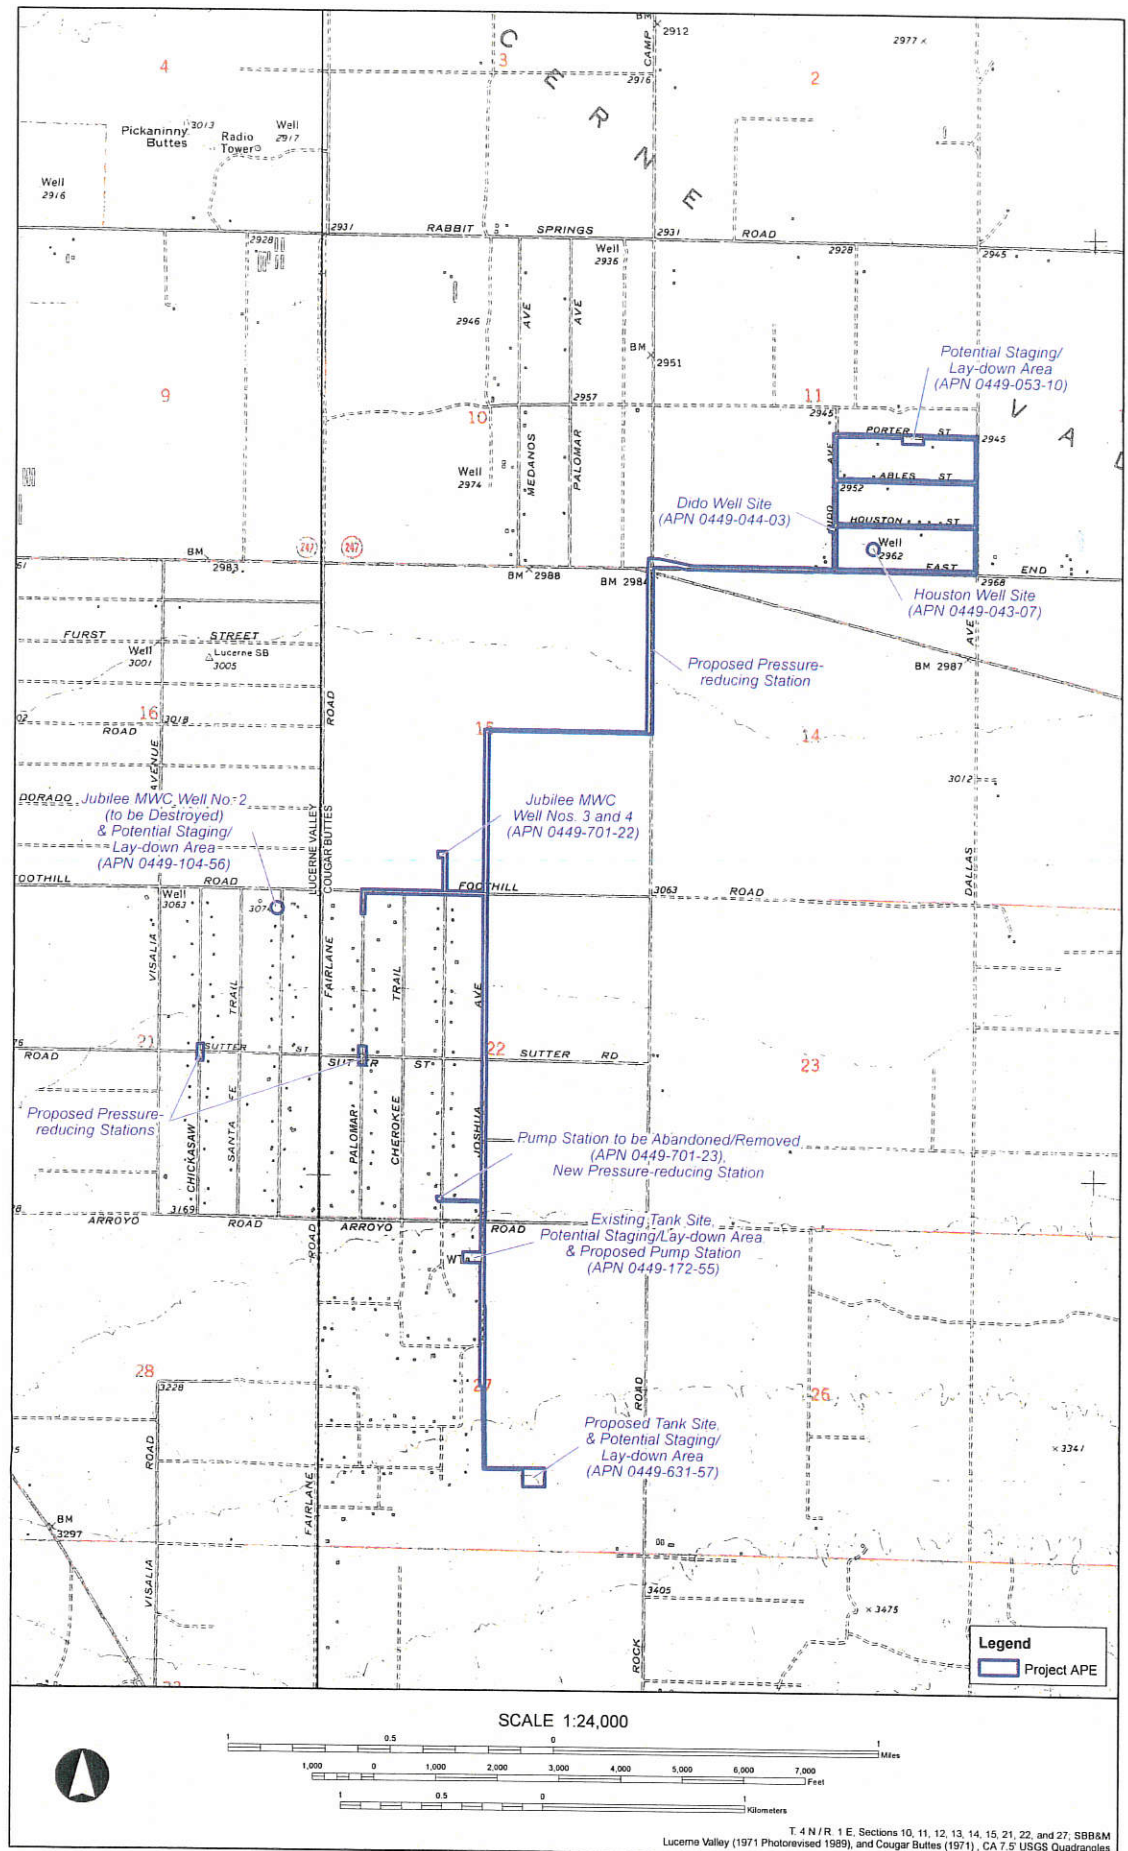 BM
2912
CAMP
2977
4
3
2
2916
C E R N E
Pickaninny
Buttes
3013
Radio
Tower
Well
2917
Well
2916
2931
RABBIT SPRINGS ROAD
2931
2928
2928
2945
Well
2936
2946
AVE
AVE
BM
2951
Potential Staging/
Lay-down Area
(APN 0449-053-10)
9
10
11
2957
2945
V A
PORTER ST
2945
MEDANOS
PALOMAR
AVE
ABLES ST
2952
Well
2974
Dido Well Site
(APN 0449-044-03)
DIDO
HOUSTON ST
Well
2962
247
247
BM
2983
BM 2988
BM 2984
EAST END
2968
Houston Well Site
(APN 0449-043-07)
FURST STREET
Well
3001
Lucerne SB
3005
AVE
BM 2987
Proposed Pressure-
reducing Station
16
3018
ROAD
ROAD
15
14
AVENUE
3012
DORADO
Jubilee MWC Well No. 2
(to be Destroyed)
& Potential Staging/
Lay-down Area
(APN 0449-104-56)
LUCERNE VALLEY
COUGAR BUTTES
Jubilee MWC
Well Nos. 3 and 4
(APN 0449-701-22)
DALLAS
FOOTHILL ROAD
FOOTHILL
3063
ROAD
Well
3063
3074
VISALIA
TRAIL
FAIRLANE
TRAIL
AVE
21
22
23
ROAD
SUTTER ST
SUTTER ST
SUTTER RD
Proposed Pressure-
reducing Stations
CHICKASAW
SANTA FE
PALOMAR
CHEROKEE
JOSHUA
Pump Station to be Abandoned/Removed
(APN 0449-701-23),
New Pressure-reducing Station
3169
ARROYO ROAD
ARROYO
ROAD
ROAD
Existing Tank Site,
Potential Staging/Lay-down Area
& Proposed Pump Station
(APN 0449-172-55)
WT
28
27
26
3228
ROAD
ROAD
Proposed Tank Site,
& Potential Staging/
Lay-down Area
(APN 0449-631-57)
3341
BM
3297
FAIRLANE
VISALIA
3405
3475
ROCK
Legend
Project APE
SCALE 1:24,000
1 0.5 0 1
Miles
1,000 0 1,000 2,000 3,000 4,000 5,000 6,000 7,000
Feet
1 0.5 0 1
Kilometers
T. 4 N / R. 1 E, Sections 10, 11, 12, 13, 14, 15, 21, 22, and 27; SBB&M
Lucerne Valley (1971 Photorevised 1989), and Cougar Buttes (1971), CA 7.5' USGS Quadrangles